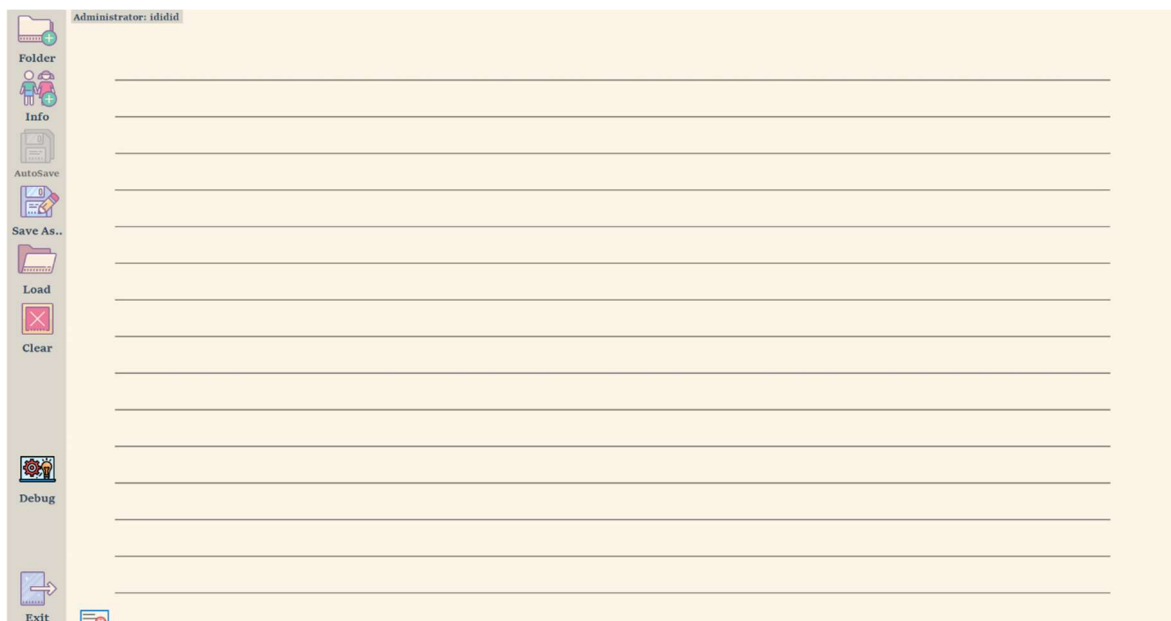 Administrator: ididid
Folder
Info
AutoSave
Save As..
Load
Clear
Debug
Exit